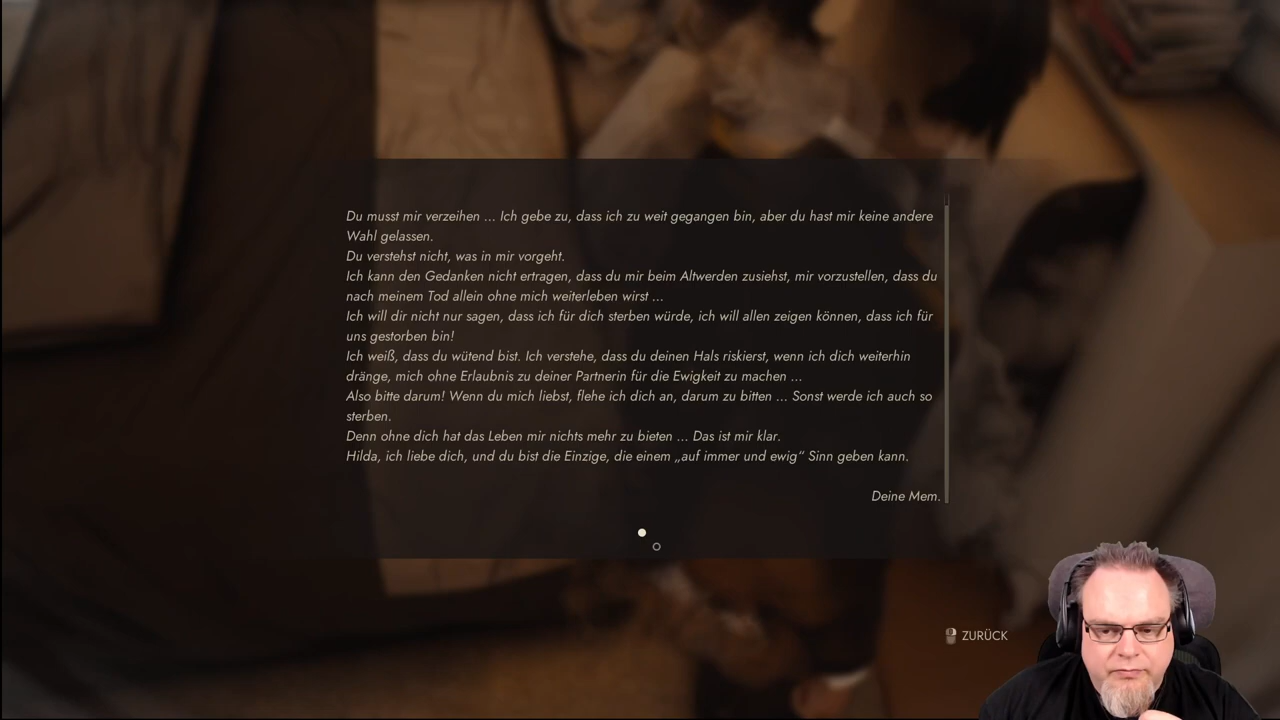 Du musst mir verzeihen ... Ich gebe zu, dass ich zu weit gegangen bin, aber du hast mir keine andere
Wahl gelassen.
Du verstehst nicht, was in mir vorgeht.
Ich kann den Gedanken nicht ertragen, dass du mir beim Altwerden zusiehst, mir vorzustellen, dass du
nach meinem Tod allein ohne mich weiterleben wirst ...
Ich will dir nicht nur sagen, dass ich für dich sterben würde, ich will allen zeigen können, dass ich für
uns gestorben bin!
Ich weiß, dass du wütend bist. Ich verstehe, dass du deinen Hals riskierst, wenn ich dich weiterhin
dränge, mich ohne Erlaubnis zu deiner Partnerin für die Ewigkeit zu machen ...
Also bitte darum! Wenn du mich liebst, flehe ich dich an, darum zu bitten ... Sonst werde ich auch so
sterben.
Denn ohne dich hat das Leben mir nichts mehr zu bieten ... Das ist mir klar.
Hilda, ich liebe dich, und du bist die Einzige, die einem „auf immer und ewig“ Sinn geben kann.
Deine Mem.
ZURÜCK